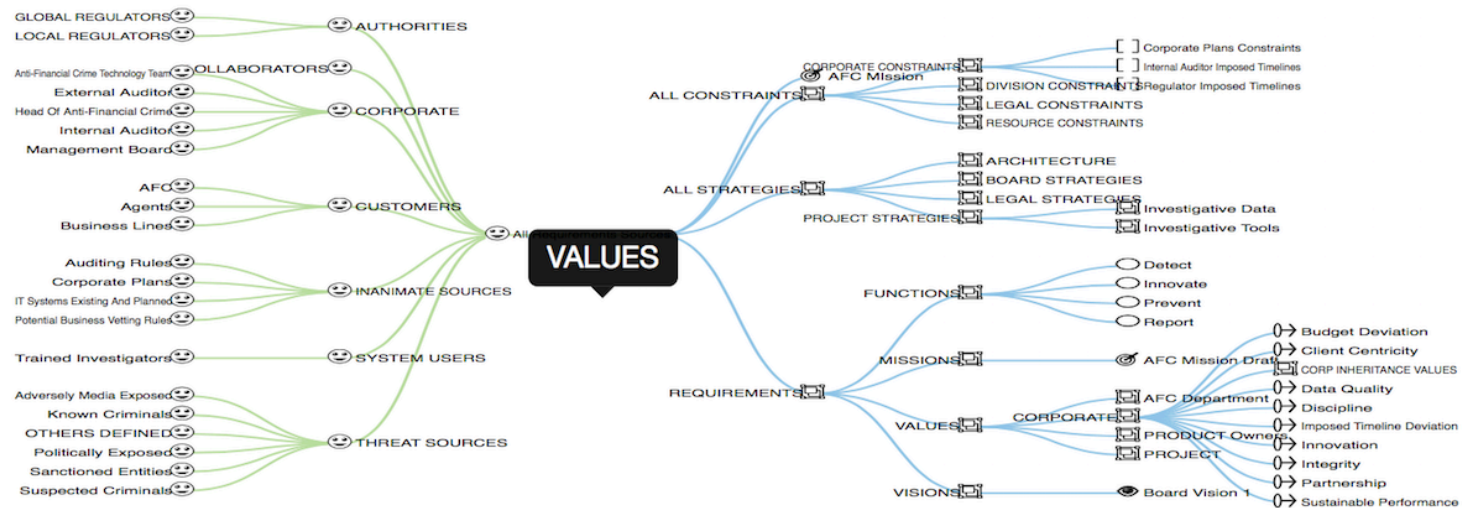 GLOBAL REGULATORS
LOCAL REGULATORS
AUTHORITIES
OLLABORATORS
Anti-Financial Crime Technology Team
External Auditor
Head Of Anti-Financial Crime
Internal Auditor
Management Board
CORPORATE
AFC
Agents
Business Lines
CUSTOMERS
Auditing Rules
Corporate Plans
IT Systems Existing And Planned
Potential Business Vetting Rules
INANIMATE SOURCES
Trained Investigators
SYSTEM USERS
Adversely Media Exposed
Known Criminals
OTHERS DEFINED
Politically Exposed
Sanctioned Entities
Suspected Criminals
THREAT SOURCES
All Requirements Sources
VALUES
AFC MIssion
ALL CONSTRAINTS
CORPORATE CONSTRAINTS
Corporate Plans Constraints
Internal Auditor Imposed Timelines
Regulator Imposed Timelines
DIVISION CONSTRAINTS
LEGAL CONSTRAINTS
RESOURCE CONSTRAINTS
ALL STRATEGIES
ARCHITECTURE
BOARD STRATEGIES
LEGAL STRATEGIES
PROJECT STRATEGIES
Investigative Data
Investigative Tools
REQUIREMENTS
FUNCTIONS
Detect
Innovate
Prevent
Report
MISSIONS
AFC Mission Draft
VALUES
AFC Department
CORPORATE
Budget Deviation
Client Centricity
CORP INHERITANCE VALUES
Data Quality
Discipline
Imposed Timeline Deviation
Innovation
Integrity
Partnership
Sustainable Performance
PRODUCT Owners
PROJECT
VISIONS
Board Vision 1